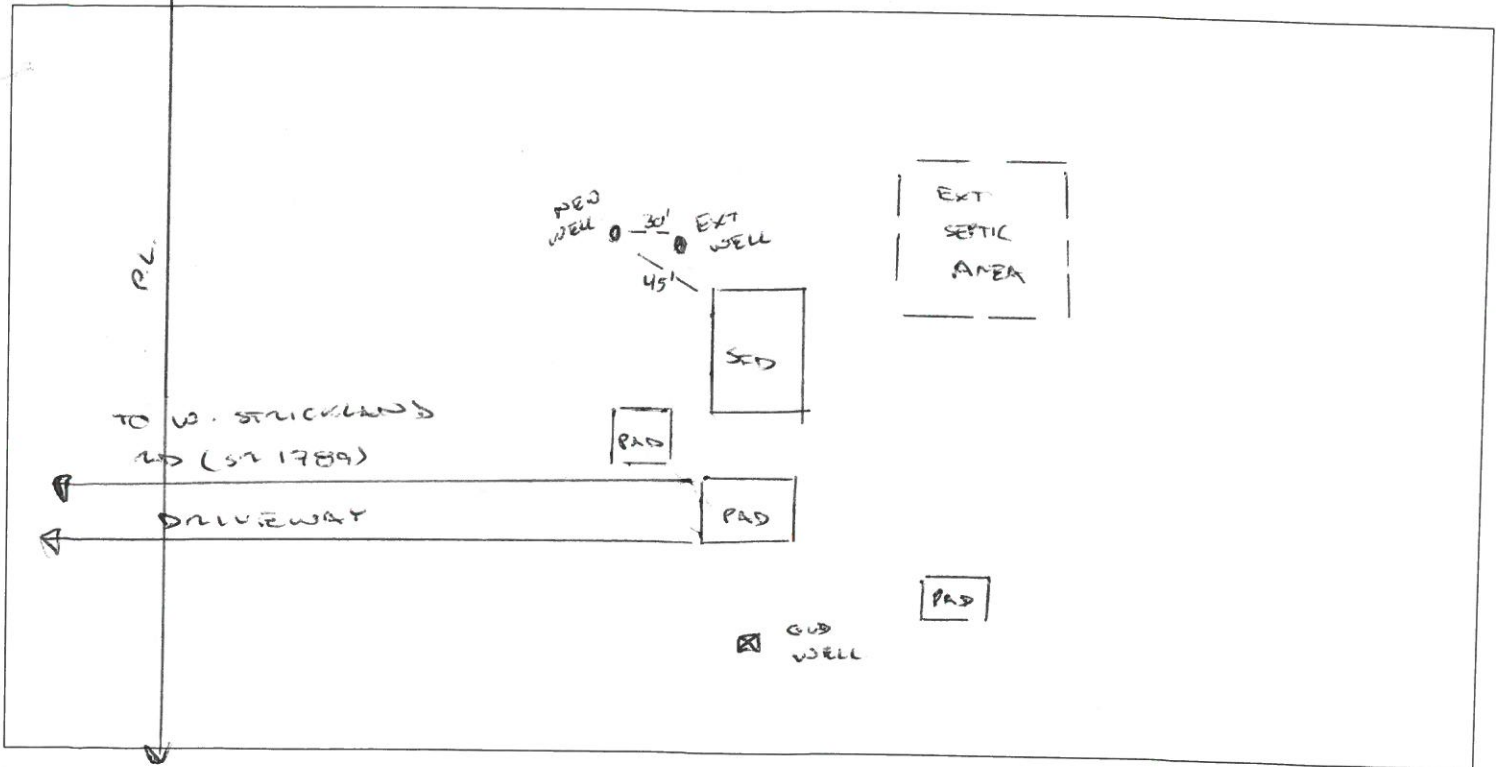 P.L.
NEW
WELL
30'
EXT
WELL
45'
EXT
SEPTIC
AREA
SFD
TO W. STRICKLAND
RD (SR 1789)
PAD
DRIVEWAY
PAD
PAD
OLD
WELL